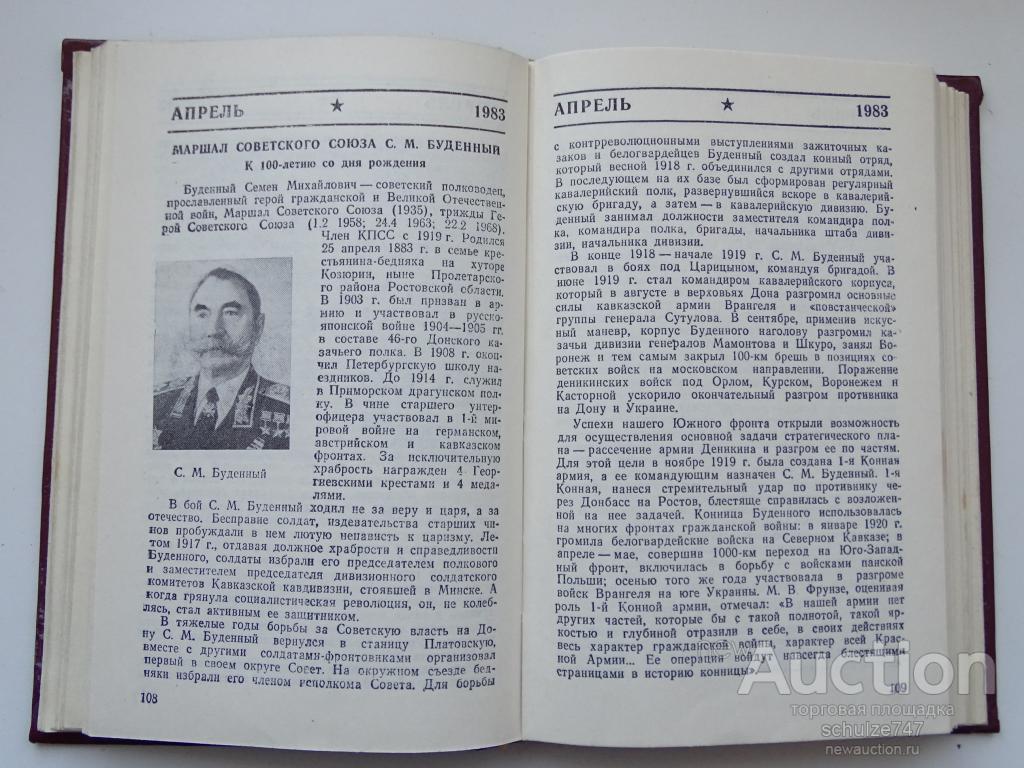 АПРЕЛЬ ★ 1983
МАРШАЛ СОВЕТСКОГО СОЮЗА С. М. БУДЕННЫЙ
К 100-летию со дня рождения
Буденный Семен Михайлович — советский полководец,
прославленный герой гражданской и Великой Отечествен-
ной войн, Маршал Советского Союза (1935), трижды Ге-
рой Советского Союза (1.2 1958; 24.4 1963; 22.2 1968).
Член КПСС с 1919 г. Родился
25 апреля 1883 г. в семье кре-
стьянина-бедняка на хуторе
Козюрин, ныне Пролетарско-
го района Ростовской области.
В 1903 г. был призван в ар-
мию и участвовал в русско-
японской войне 1904—1905 гг.
в составе 46-го Донского ка-
зачьего полка. В 1908 г. окон-
чил Петербургскую школу на-
ездников. До 1914 г. служил
в Приморском драгунском пол-
ку. В чине старшего унтер-
офицера участвовал в 1-й ми-
ровой войне на германском,
австрийском и кавказском
фронтах. За исключительную
храбрость награжден 4 Геор-
гиевскими крестами и 4 меда-
лями.
С. М. Буденный
В бой С. М. Буденный ходил не за веру и царя, а за
отечество. Бесправие солдат, издевательства старших чи-
нов пробуждали в нем лютую ненависть к царизму. Ле-
том 1917 г., отдавая должное храбрости и справедливости
Буденного, солдаты избрали его председателем полкового
и заместителем председателя дивизионного солдатского
комитетов Кавказской кавдивизии, стоявшей в Минске. А
когда грянула социалистическая революция, он, не колеб-
лясь, стал активным ее защитником.
В тяжелые годы борьбы за Советскую власть на До-
ну С. М. Буденный вернулся в станицу Платовскую,
вместе с другими солдатами-фронтовиками организовал
первый в своем округе Совет. На окружном съезде бед-
няки избрали его членом исполкома Совета. Для борьбы
108
АПРЕЛЬ ★ 1983
с контрреволюционными выступлениями зажиточных ка-
заков и белогвардейцев Буденный создал конный отряд,
который весной 1918 г. объединился с другими отрядами.
В последующем на их базе был сформирован регулярный
кавалерийский полк, развернувшийся вскоре в кавалерий-
скую бригаду, а затем — в кавалерийскую дивизию. Бу-
денный занимал должности заместителя командира пол-
ка, командира полка, бригады, начальника штаба диви-
зии, начальника дивизии.
В конце 1918 — начале 1919 г. С. М. Буденный уча-
ствовал в боях под Царицыном, командуя бригадой. В
июне 1919 г. стал командиром кавалерийского корпуса,
который в августе в верховьях Дона разгромил основные
силы кавказской армии Врангеля и «повстанческой»
группы генерала Сутулова. В сентябре, применив искус-
ный маневр, корпус Буденного наголову разгромил ка-
зачьи дивизии генералов Мамонтова и Шкуро, занял Во-
ронеж и тем самым закрыл 100-км брешь в позициях со-
ветских войск на московском направлении. Поражение
деникинских войск под Орлом, Курском, Воронежем и
Касторной ускорило окончательный разгром противника
на Дону и Украине.
Успехи нашего Южного фронта открыли возможность
для осуществления основной задачи стратегического пла-
на — рассечение армии Деникина и разгром ее по частям.
Для этой цели в ноябре 1919 г. была создана 1-я Конная
армия, а ее командующим назначен С. М. Буденный. 1-я
Конная, нанеся стремительный удар по противнику че-
рез Донбасс на Ростов, блестяще справилась с возложен-
ной на нее задачей. Конница Буденного использовалась
на многих фронтах гражданской войны: в январе 1920 г.
громила белогвардейские войска на Северном Кавказе; в
апреле — мае, совершив 1000-км переход на Юго-Запад-
ный фронт, включилась в борьбу с войсками панской
Польши; осенью того же года участвовала в разгроме
войск Врангеля на юге Украины. М. В. Фрунзе, оценивая
роль 1-й Конной армии, отмечал: «В нашей армии нет
других частей, которые бы с такой полнотой, такой яр-
костью и глубиной отразили в себе, в своих действиях
весь характер гражданской войны, характер всей Крас-
ной Армии... Ее операции войдут навсегда блестящими
страницами в историю конницы».
109
Auction
торговая площадка
schulze747
newauction.ru